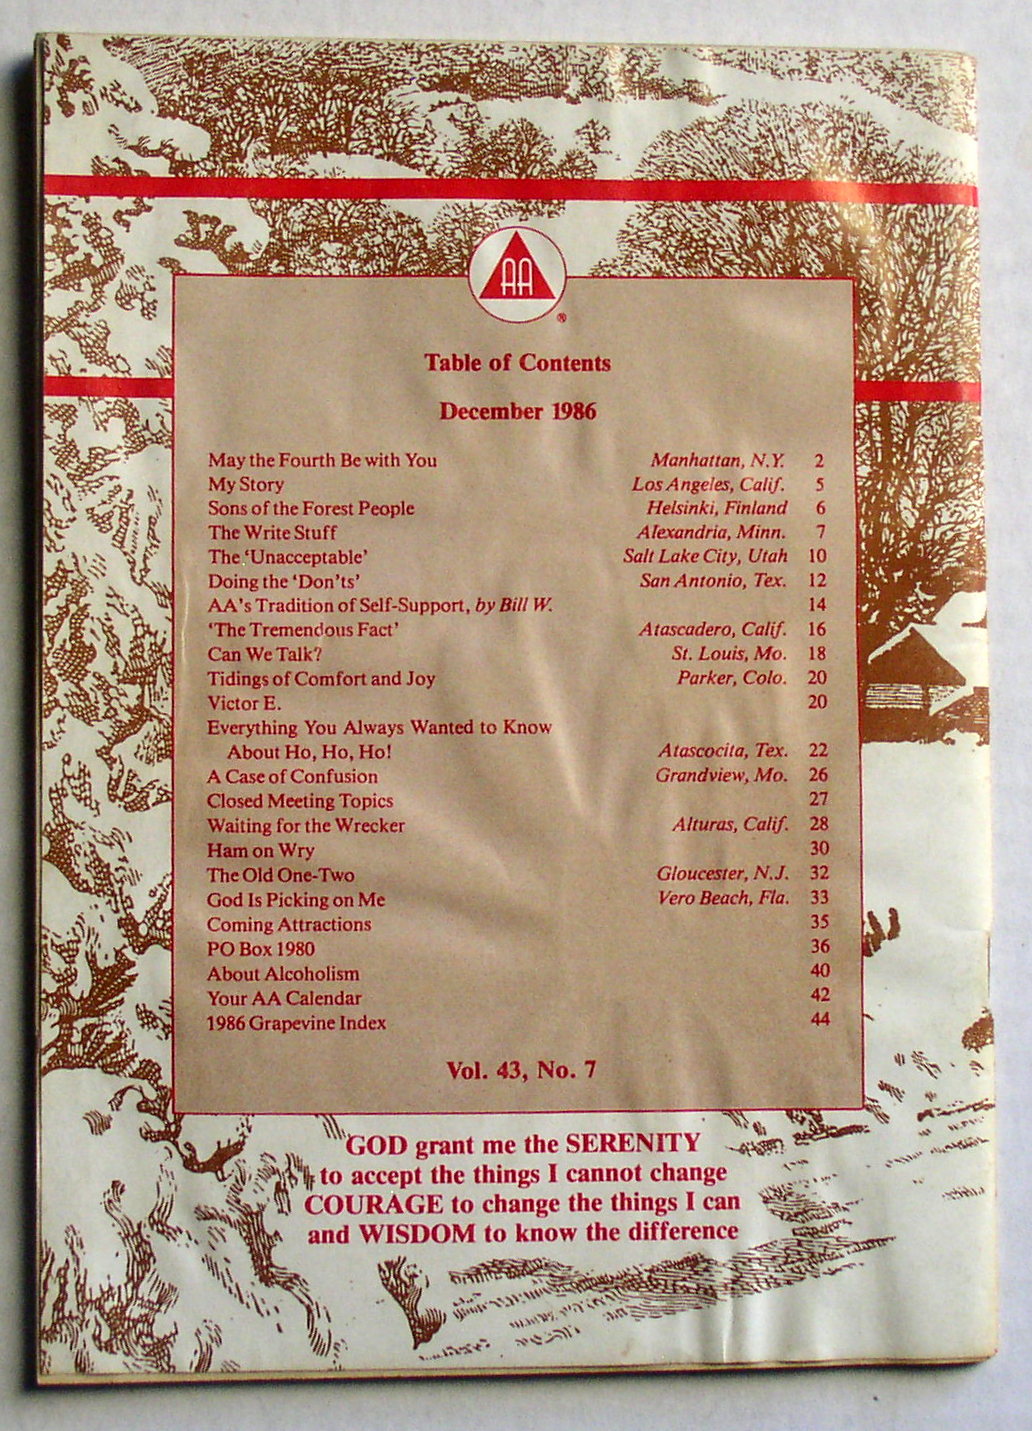 AA
®
Table of Contents
December 1986
May the Fourth Be with You Manhattan, N.Y. 2
My Story Los Angeles, Calif. 5
Sons of the Forest People Helsinki, Finland 6
The Write Stuff Alexandria, Minn. 7
The ‘Unacceptable’ Salt Lake City, Utah 10
Doing the ‘Don’ts’ San Antonio, Tex. 12
AA’s Tradition of Self-Support, by Bill W. 14
‘The Tremendous Fact’ Atascadero, Calif. 16
Can We Talk? St. Louis, Mo. 18
Tidings of Comfort and Joy Parker, Colo. 20
Victor E. 20
Everything You Always Wanted to Know
About Ho, Ho, Ho! Atascocita, Tex. 22
A Case of Confusion Grandview, Mo. 26
Closed Meeting Topics 27
Waiting for the Wrecker Alturas, Calif. 28
Ham on Wry 30
The Old One-Two Gloucester, N.J. 32
God Is Picking on Me Vero Beach, Fla. 33
Coming Attractions 35
PO Box 1980 36
About Alcoholism 40
Your AA Calendar 42
1986 Grapevine Index 44
Vol. 43, No. 7
GOD grant me the SERENITY
to accept the things I cannot change
COURAGE to change the things I can
and WISDOM to know the difference